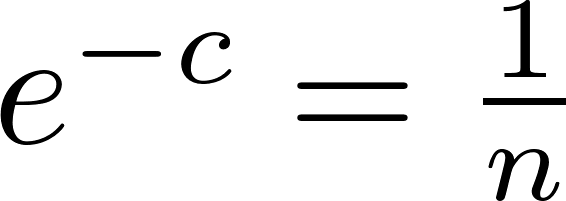 e^{-c} = \frac{1}{n}